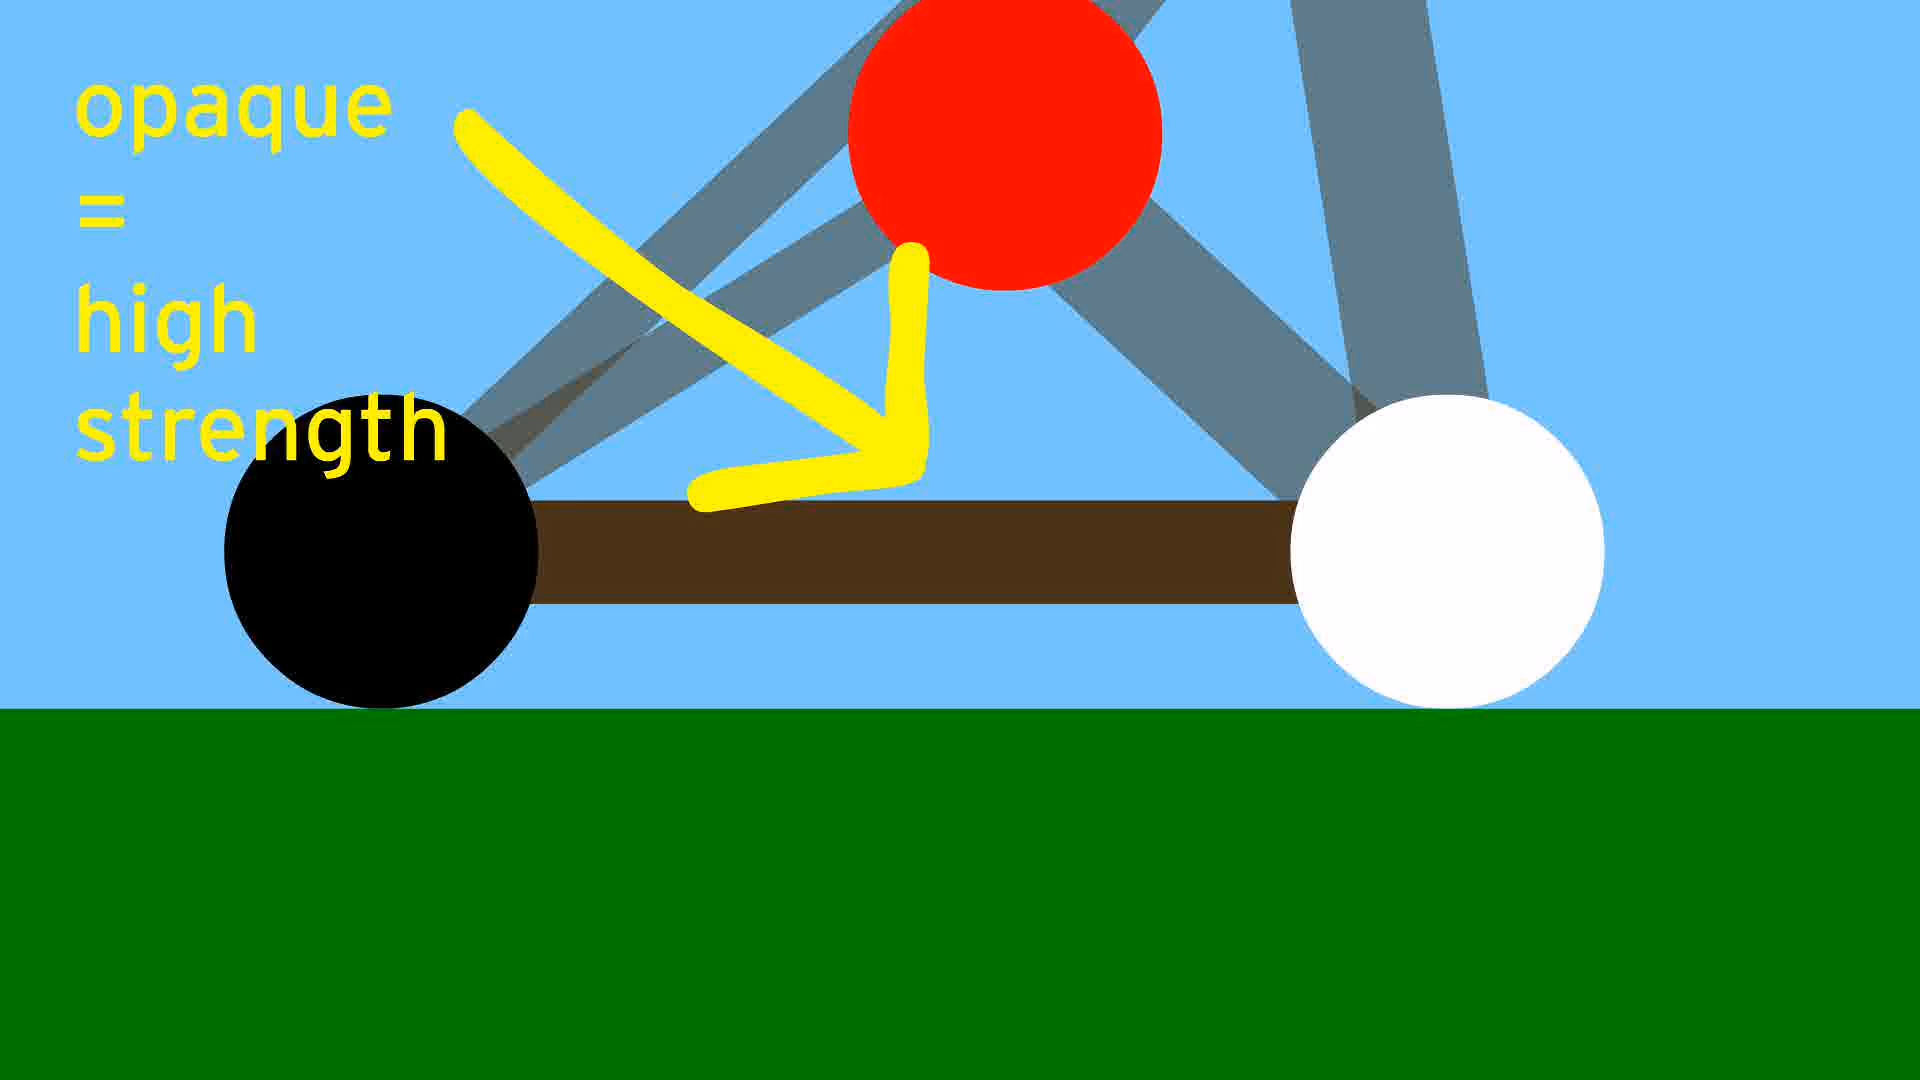 opaque
=
high
strength